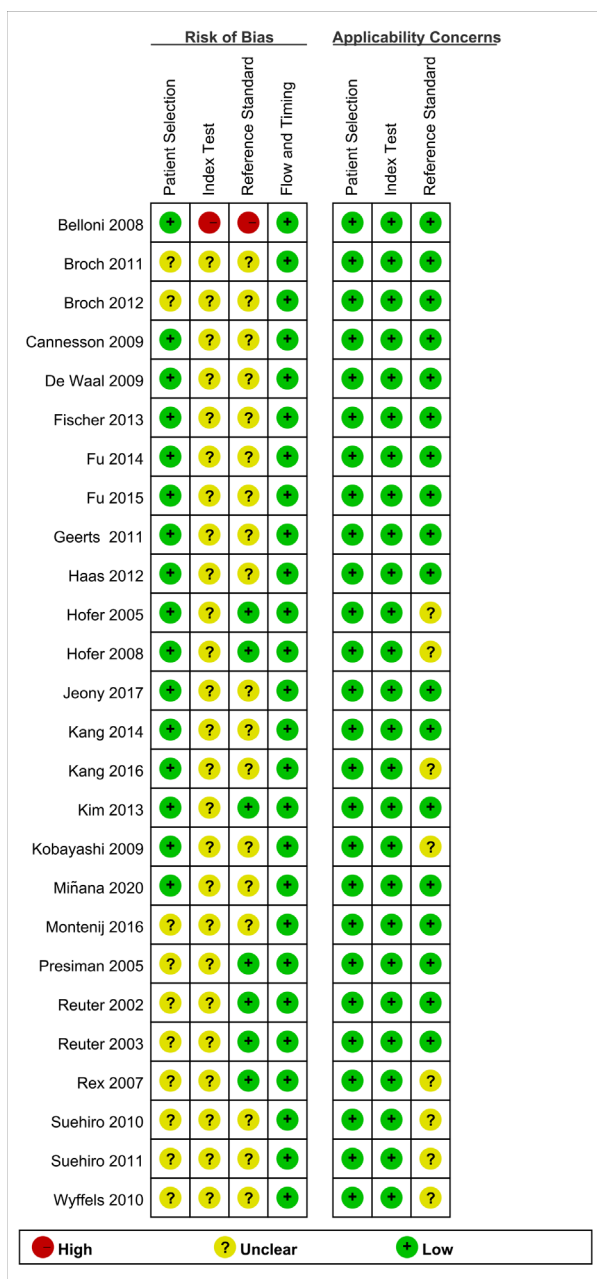 Risk of Bias Applicability Concerns
Patient Selection Index Test Reference Standard Flow and Timing Patient Selection Index Test Reference Standard
Belloni 2008 + - - + + + +
Broch 2011 ? ? ? + + + +
Broch 2012 ? ? ? + + + +
Cannesson 2009 + ? ? + + + +
De Waal 2009 + ? ? + + + +
Fischer 2013 + ? ? + + + +
Fu 2014 + ? ? + + + +
Fu 2015 + ? ? + + + +
Geerts 2011 + ? ? + + + +
Haas 2012 + ? ? + + + +
Hofer 2005 + ? + + + + ?
Hofer 2008 + ? + + + + ?
Jeony 2017 + ? ? + + + +
Kang 2014 + ? ? + + + +
Kang 2016 + ? ? + + + ?
Kim 2013 + ? + + + + +
Kobayashi 2009 + ? ? + + + ?
Miñana 2020 + ? ? + + + +
Montenij 2016 ? ? ? + + + +
Presiman 2005 ? ? + + + + +
Reuter 2002 ? ? + + + + +
Reuter 2003 ? ? + + + + +
Rex 2007 ? ? + + + + ?
Suehiro 2010 ? ? ? + + + ?
Suehiro 2011 ? ? ? + + + ?
Wyffels 2010 ? ? ? + + + ?
- High ? Unclear + Low